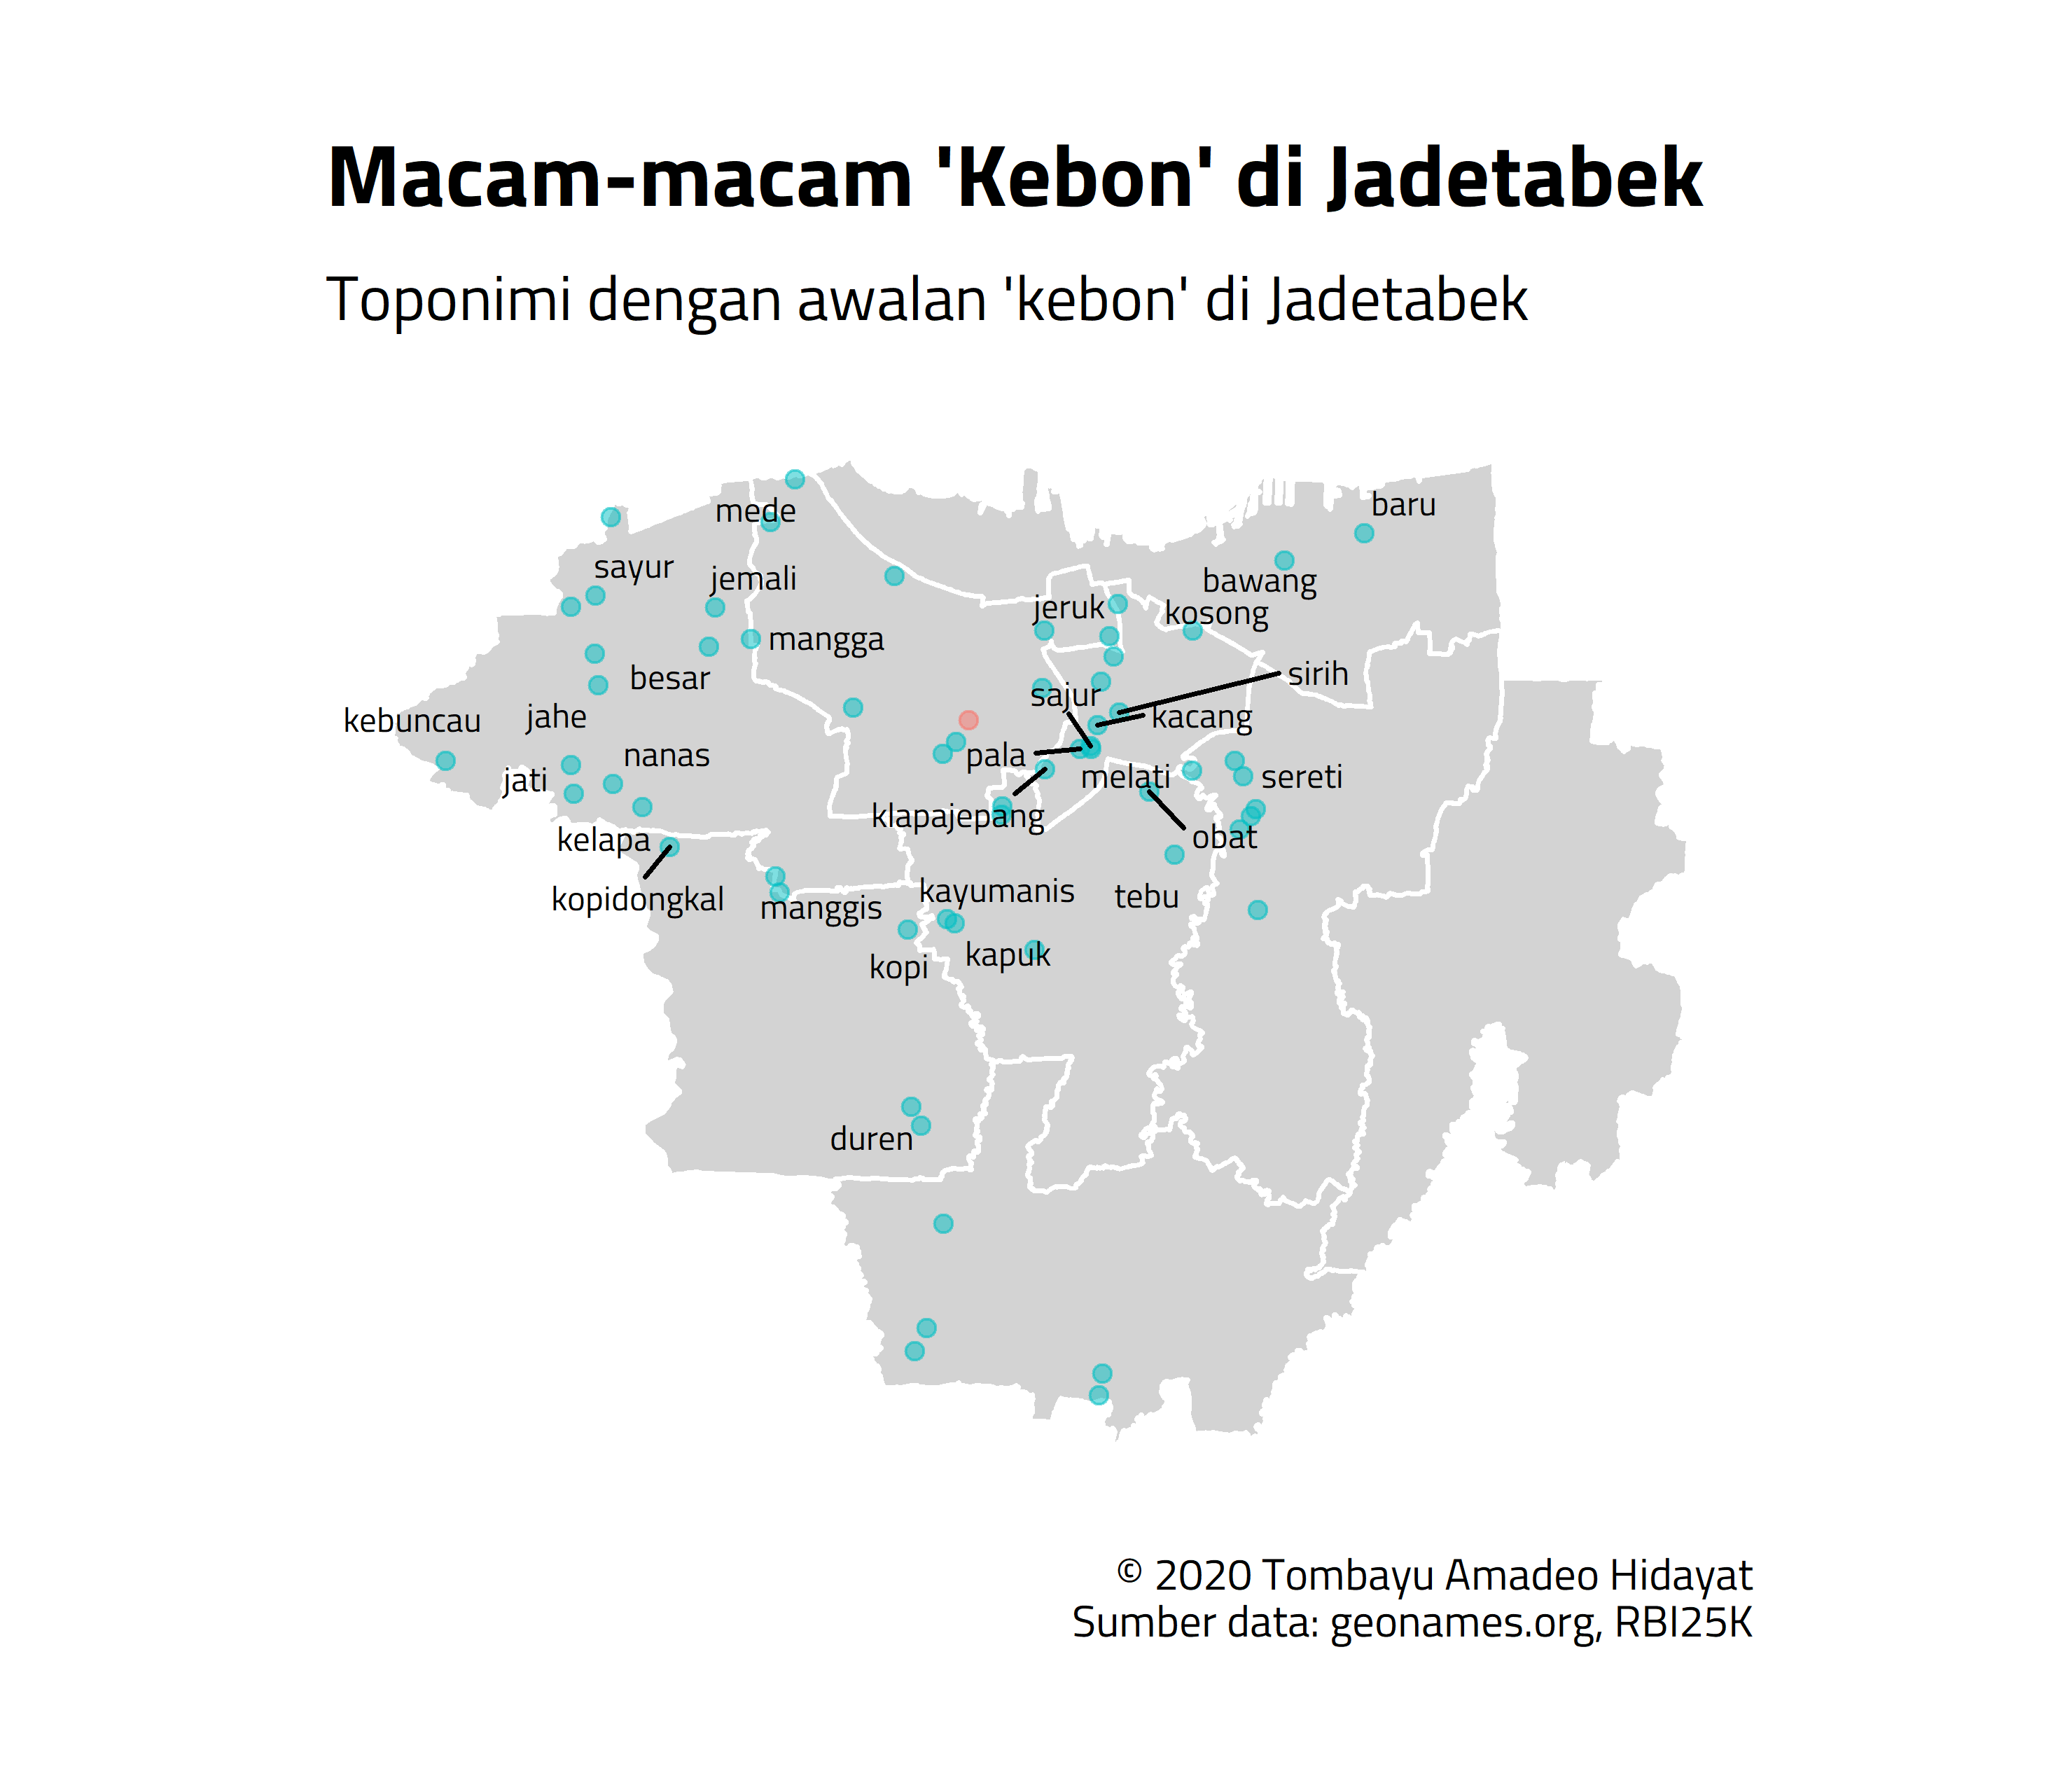 Macam-macam 'Kebon' di Jadetabek
Toponimi dengan awalan 'kebon' di Jadetabek
baru
mede
sayur
jemali
bawang
jeruk
kosong
mangga
besar
sirih
sajur
kebuncau
jahe
kacang
nanas
pala
jati
melati
sereti
klapajepang
kelapa
obat
kopidongkal
manggis
kayumanis
tebu
kopi
kapuk
duren
© 2020 Tombayu Amadeo Hidayat
Sumber data: geonames.org, RBI25K